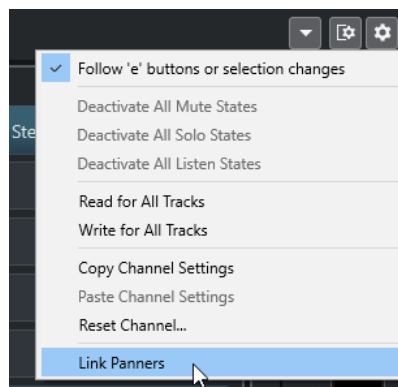 Follow 'e' buttons or selection changes
Deactivate All Mute States
Ste
Deactivate All Solo States
Deactivate All Listen States
Read for All Tracks
Write for All Tracks
Copy Channel Settings
Paste Channel Settings
Reset Channel...
Link Panners